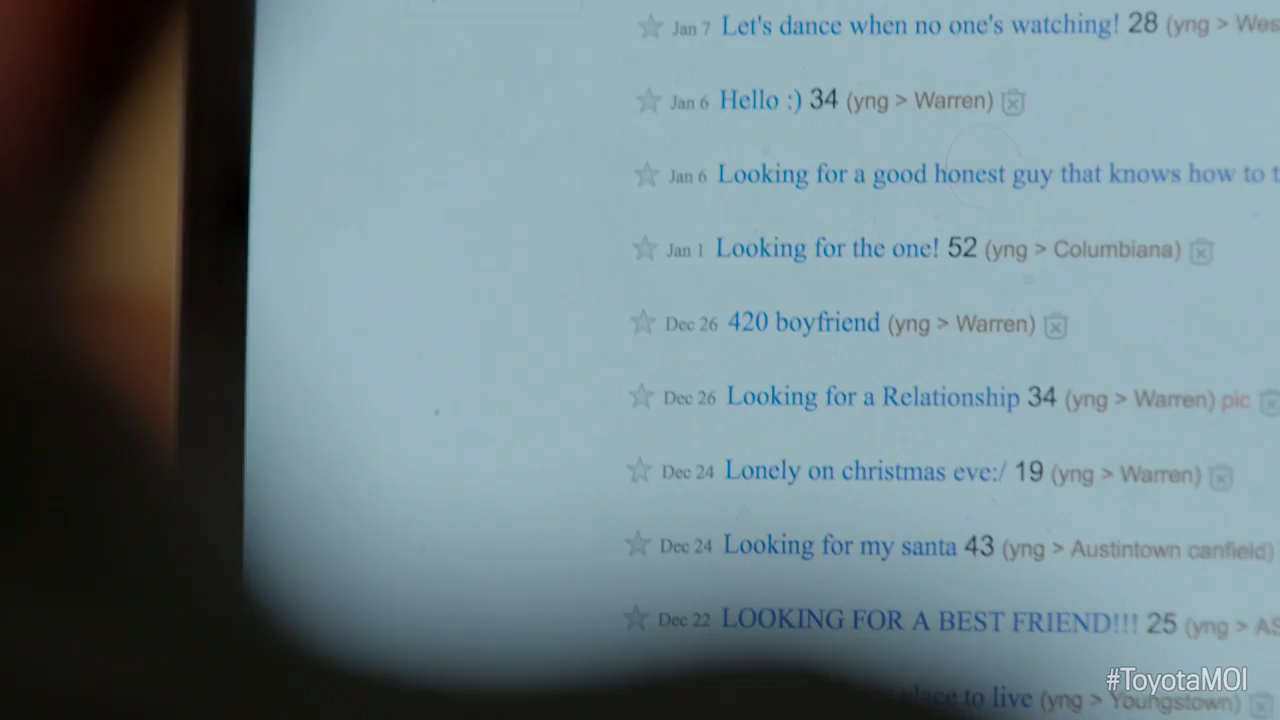 Jan 7 Let's dance when no one's watching! 28 (yng > Wes
Jan 6 Hello :) 34 (yng > Warren)
Jan 6 Looking for a good honest guy that knows how to t
Jan 1 Looking for the one! 52 (yng > Columbiana)
Dec 26 420 boyfriend (yng > Warren)
Dec 26 Looking for a Relationship 34 (yng > Warren) pic
Dec 24 Lonely on christmas eve:/ 19 (yng > Warren)
Dec 24 Looking for my santa 43 (yng > Austintown canfield)
Dec 22 LOOKING FOR A BEST FRIEND!!! 25 (yng > AS
place to live (yng > Youngstown)
#ToyotaMOI